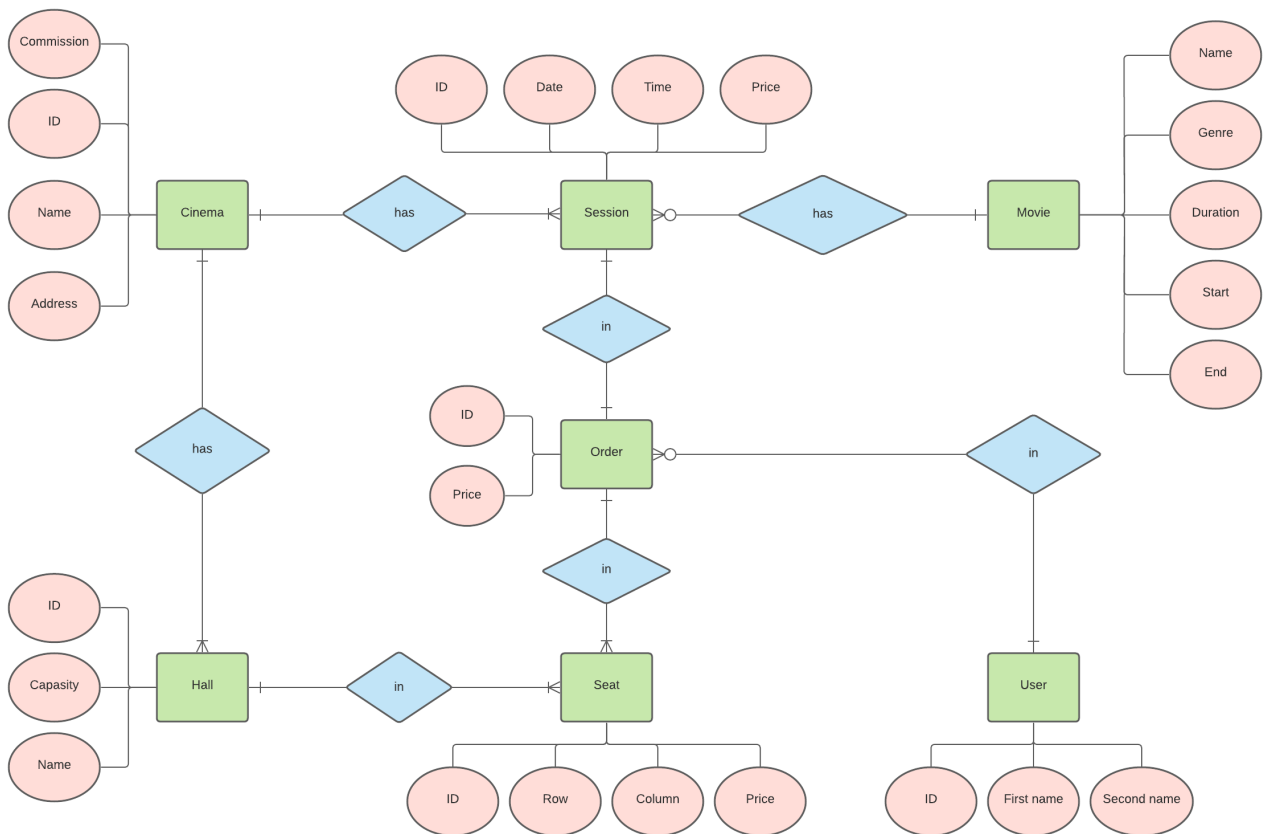 Commission
ID
Name
Address
ID
Date
Time
Price
Name
Genre
Duration
Start
End
Cinema
has
Session
has
Movie
in
has
ID
Price
Order
in
in
ID
Capasity
Name
Hall
in
Seat
User
ID
Row
Column
Price
ID
First name
Second name